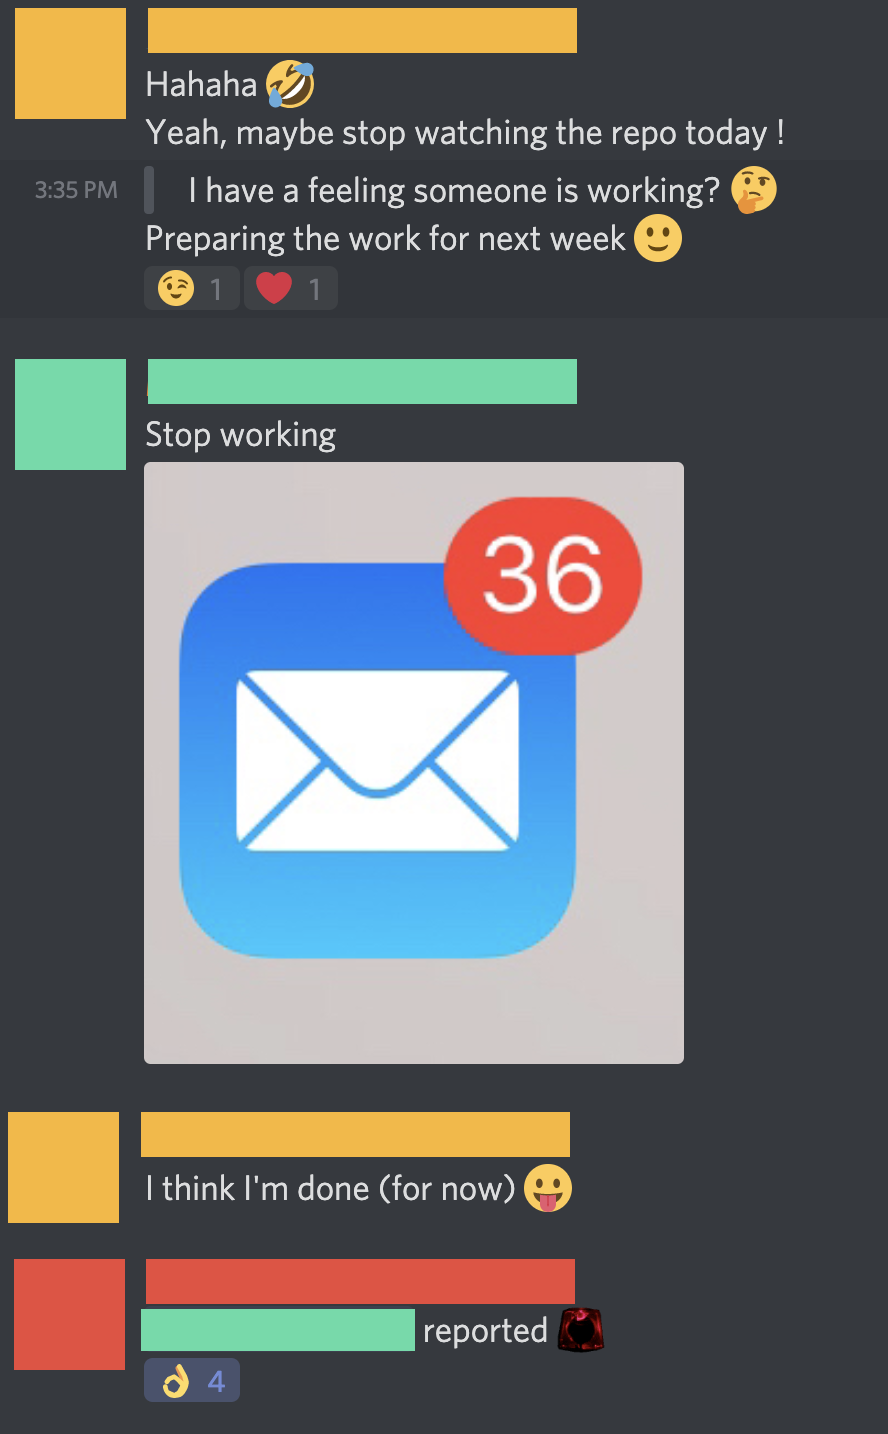 Hahaha 🤣
Yeah, maybe stop watching the repo today !
3:35 PM
I have a feeling someone is working? 🤔
Preparing the work for next week 🙂
😉 1 ❤️ 1
Stop working
36
I think I'm done (for now) 😛
reported
👌 4